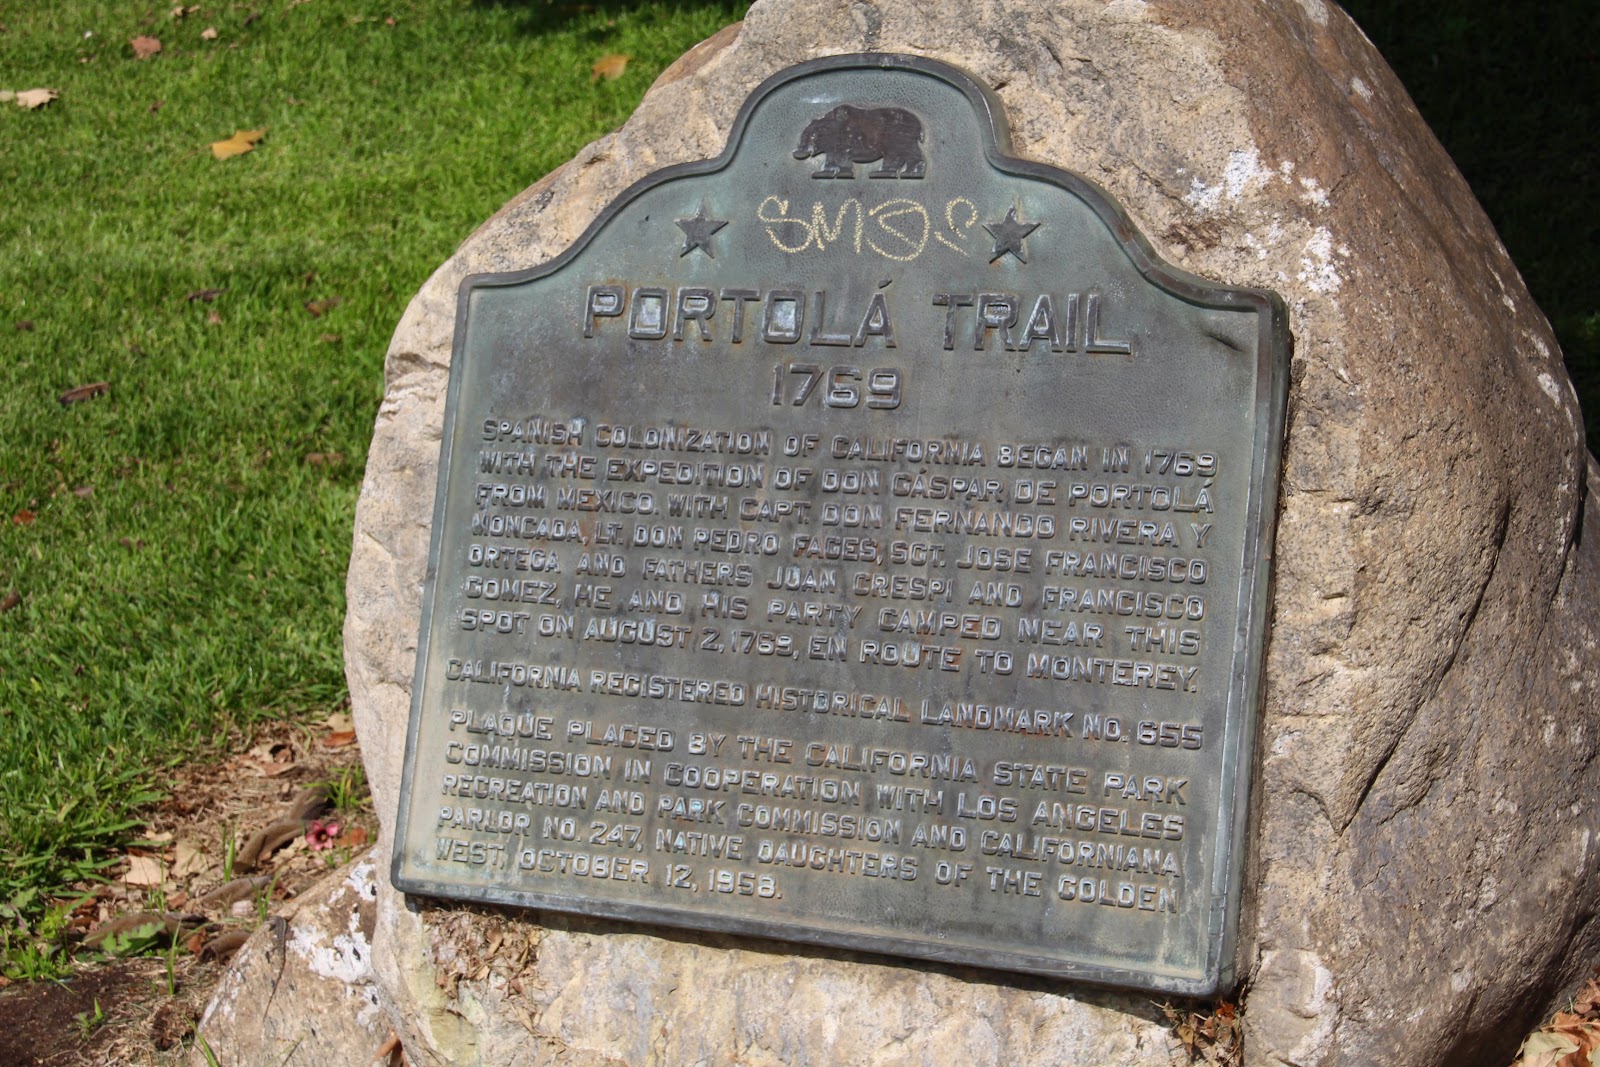 PORTOLÁ TRAIL
1769
SPANISH COLONIZATION OF CALIFORNIA BEGAN IN 1769
WITH THE EXPEDITION OF DON GÁSPAR DE PORTOLÁ
FROM MEXICO. WITH CAPT. DON FERNANDO RIVERA Y
MONCADA, LT. DON PEDRO FAGES, SGT. JOSE FRANCISCO
ORTEGA AND FATHERS JUAN CRESPI AND FRANCISCO
GOMEZ, HE AND HIS PARTY CAMPED NEAR THIS
SPOT ON AUGUST 2, 1769, EN ROUTE TO MONTEREY.
CALIFORNIA REGISTERED HISTORICAL LANDMARK NO. 655
PLAQUE PLACED BY THE CALIFORNIA STATE PARK
COMMISSION IN COOPERATION WITH LOS ANGELES
RECREATION AND PARK COMMISSION AND CALIFORNIANA
PARLOR NO. 247, NATIVE DAUGHTERS OF THE GOLDEN
WEST, OCTOBER 12, 1958.